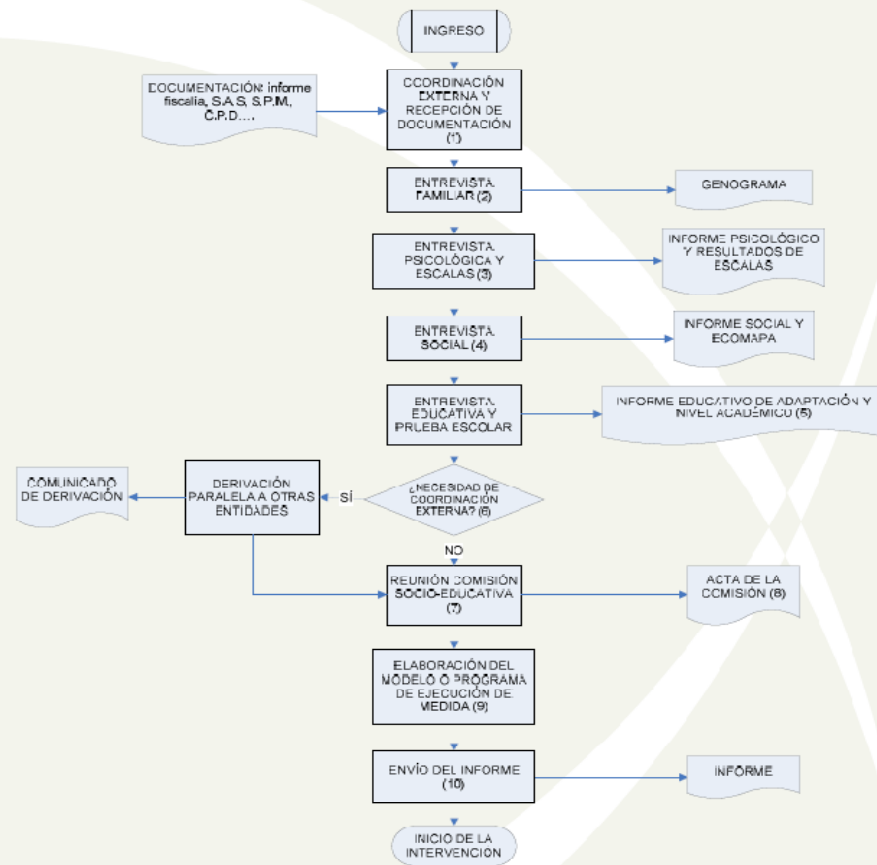 INGRESO
DOCUMENTACIÓN: informe
fiscalía, S.A.S, S.P.M.,
C.P.D....
COORDINACIÓN
EXTERNA Y
RECEPCIÓN DE
DOCUMENTACIÓN
(1)
ENTREVISTA
FAMILIAR (2)
GENOGRAMA
ENTREVISTA
PSICOLÓGICA Y
ESCALAS (3)
INFORME PSICOLÓGICO
Y RESULTADOS DE
ESCALAS
ENTREVISTA
SOCIAL (4)
INFORME SOCIAL Y
ECOMAPA
ENTREVISTA
EDUCATIVA Y
PRUEBA ESCOLAR
INFORME EDUCATIVO DE ADAPTACIÓN Y
NIVEL ACADÉMICO (5)
COMUNICADO
DE DERIVACIÓN
DERIVACIÓN
PARALELA A OTRAS
ENTIDADES
SÍ
¿NECESIDAD DE
COORDINACIÓN
EXTERNA? (6)
NO
REUNIÓN COMISIÓN
SOCIO-EDUCATIVA
(7)
ACTA DE LA
COMISIÓN (8)
ELABORACIÓN DEL
MODELO O PROGRAMA
DE EJECUCIÓN DE
MEDIDA (9)
ENVÍO DEL INFORME
(10)
INFORME
INICIO DE LA
INTERVENCION